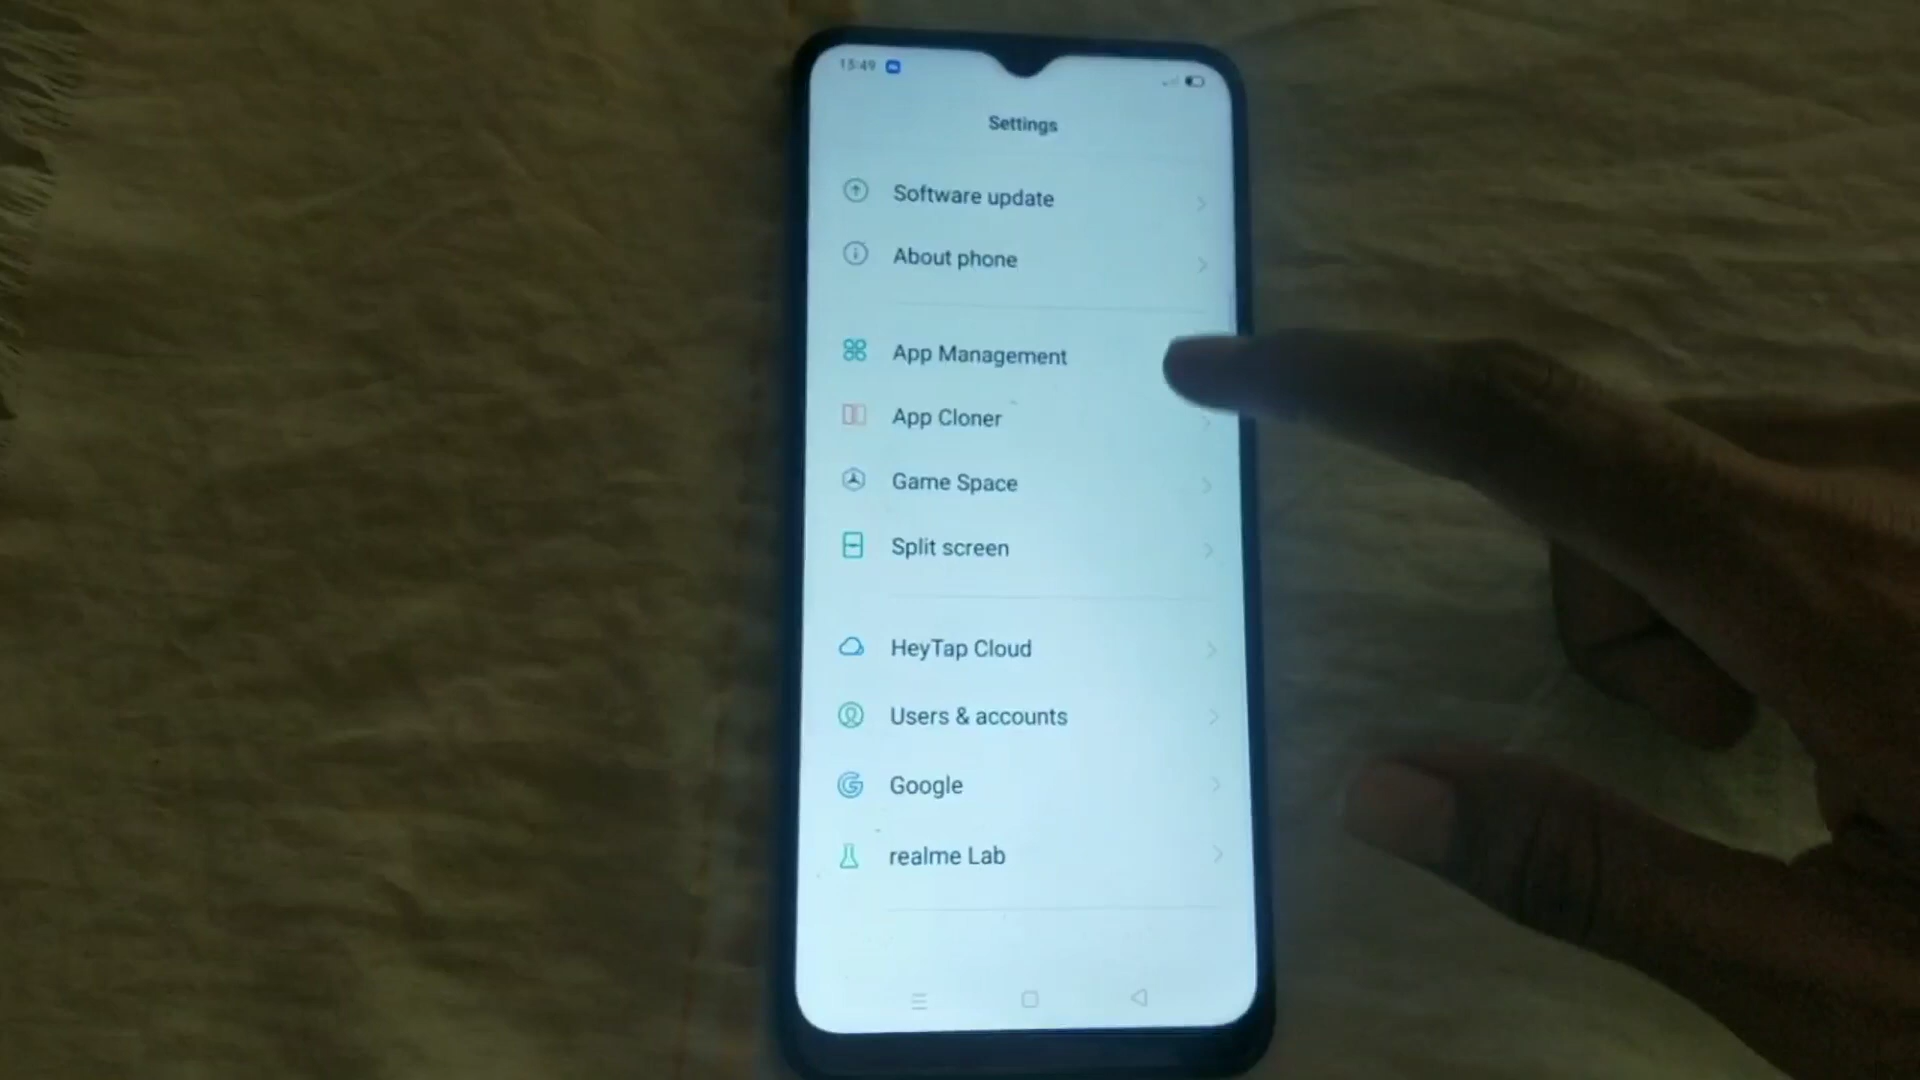 15:49
Settings
Software update
About phone
App Management
App Cloner
Game Space
Split screen
HeyTap Cloud
Users & accounts
Google
realme Lab